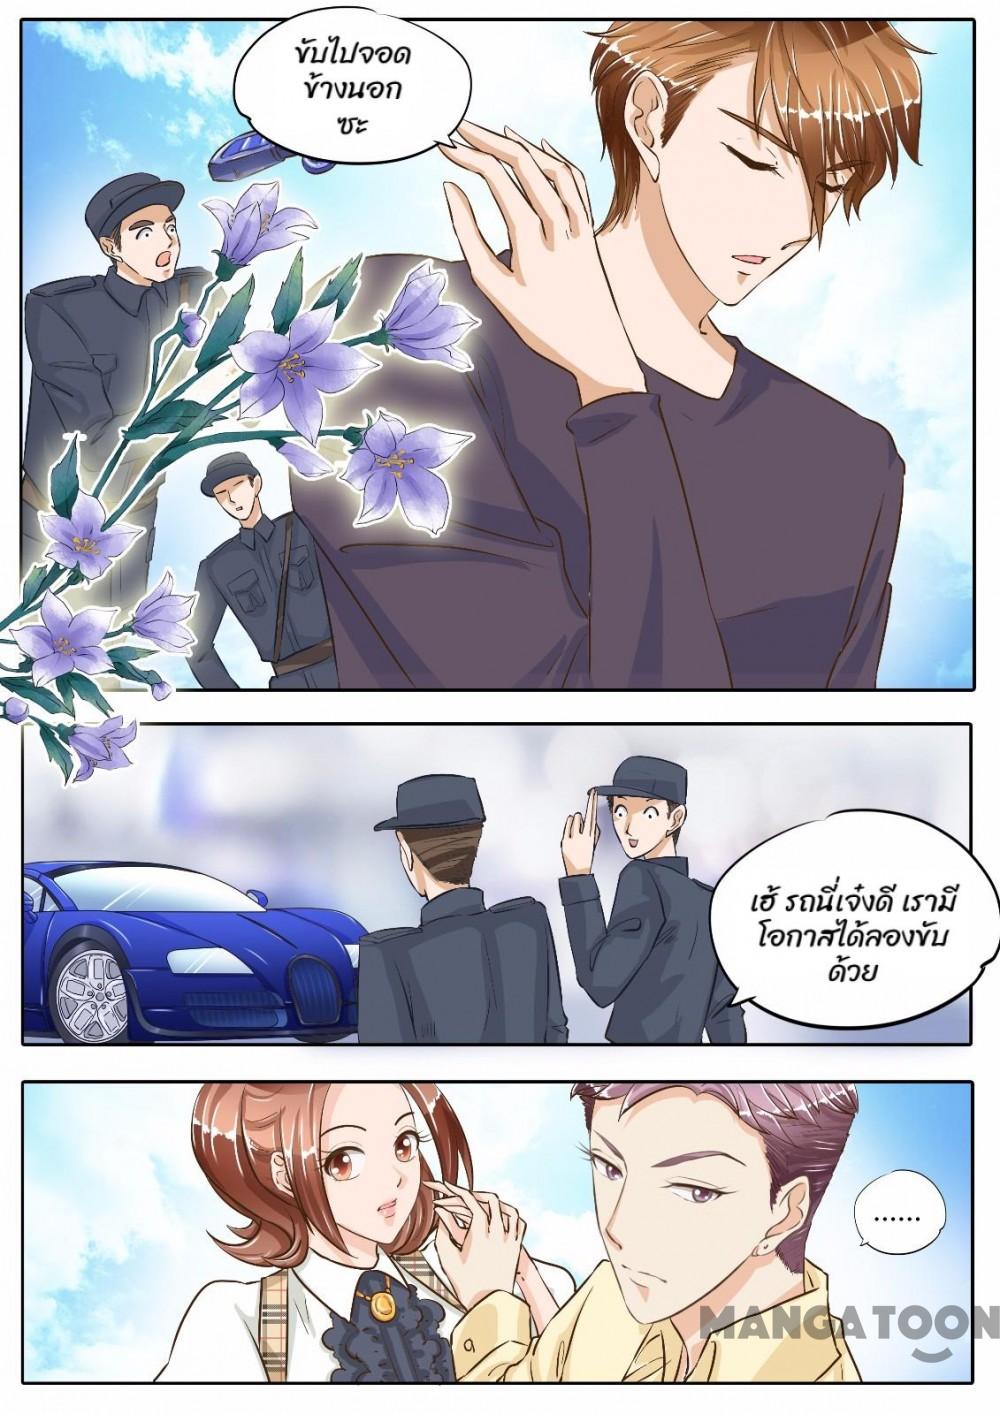 ขับไปจอด
ข้างนอก
ซะ
เฮ้ รถนี่เจ๋งดี เรามี
โอกาสได้ลองขับ
ด้วย
......
MANGATOON